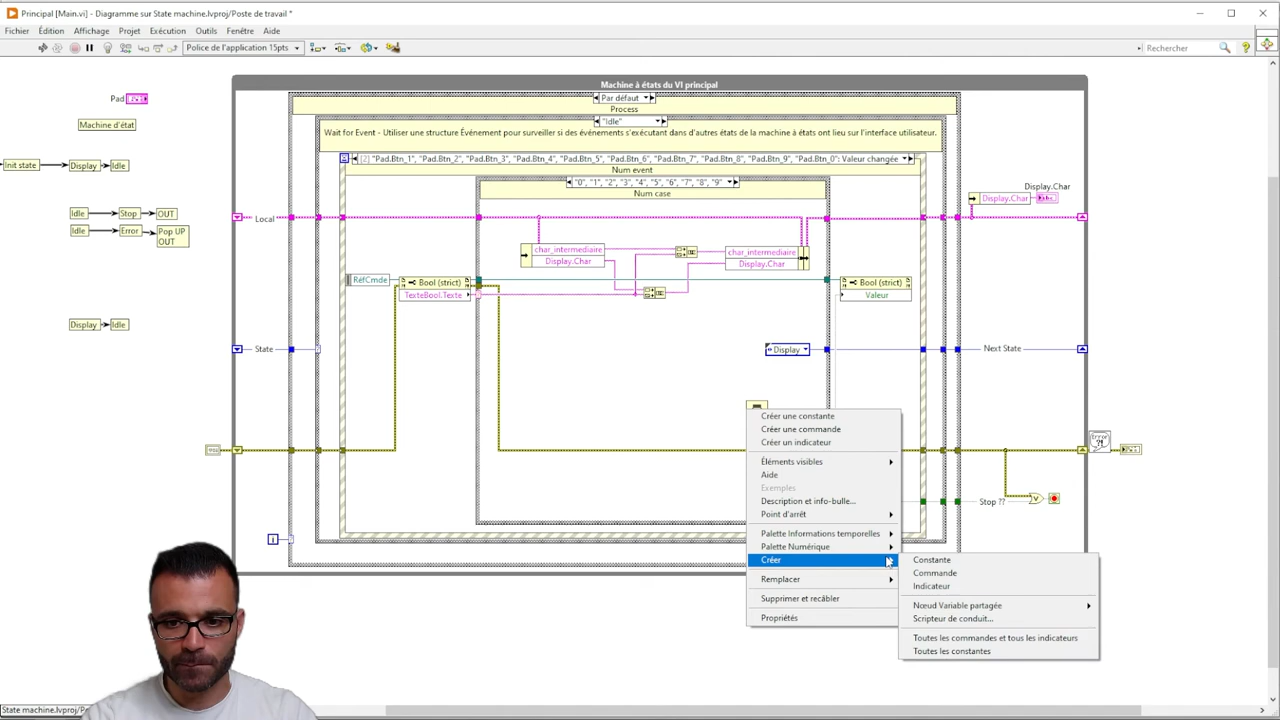 Principal [Main.vi] - Diagramme sur State machine.lvproj/Poste de travail *
Fichier Édition Affichage Projet Exécution Outils Fenêtre Aide
Police de l'application 15pts
Rechercher
Machine à états du VI principal
Pad
Par défaut
Process
Machine d'état
"Idle"
Wait for Event - Utiliser une structure Événement pour surveiller si des événements s'exécutant dans d'autres états de la machine à états ont lieu sur l'interface utilisateur.
Init state Display Idle
[2] "Pad.Btn_1", "Pad.Btn_2", "Pad.Btn_3", "Pad.Btn_4", "Pad.Btn_5", "Pad.Btn_6", "Pad.Btn_7", "Pad.Btn_8", "Pad.Btn_9", "Pad.Btn_0": Valeur changée
Num event
"0", "1", "2", "3", "4", "5", "6", "7", "8", "9"
Num case
Display.Char
Display.Char
Idle Stop OUT
Local
Idle Error Pop UP
OUT
char_intermediaire
Display.Char
char_intermediaire
Display.Char
RéfCmde
Bool (strict)
TexteBool.Texte
Bool (strict)
Valeur
Display Idle
State
Display
Next State
Créer une constante
Créer une commande
Créer un indicateur
Éléments visibles
Aide
Exemples
Description et info-bulle...
Point d'arrêt
Palette Informations temporelles
Palette Numérique
Créer
Remplacer
Supprimer et recâbler
Propriétés
Constante
Commande
Indicateur
Nœud Variable partagée
Scripteur de conduit...
Toutes les commandes et tous les indicateurs
Toutes les constantes
Error
?!
Stop ??
i
State machine.lvproj/Po